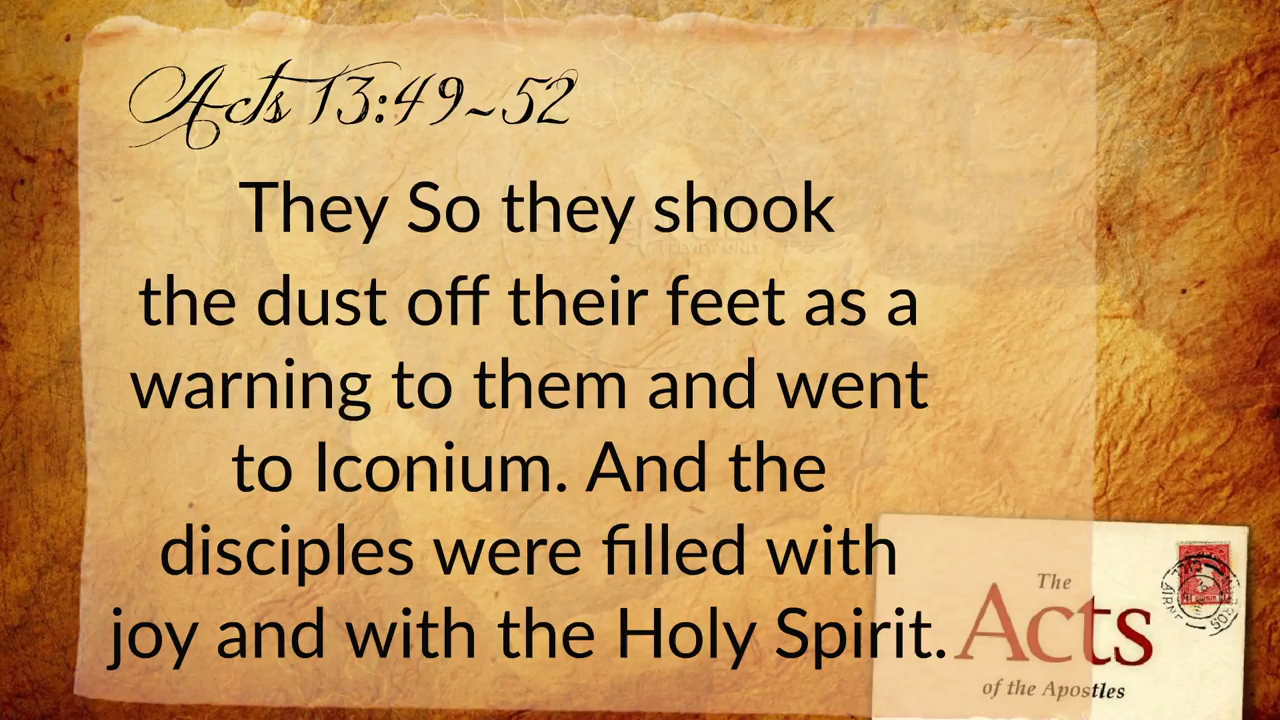 Acts 13:49~52
They So they shook
the dust off their feet as a
warning to them and went
to Iconium. And the
disciples were filled with
joy and with the Holy Spirit.
The
Acts
of the Apostles
PREVIEW ONLY